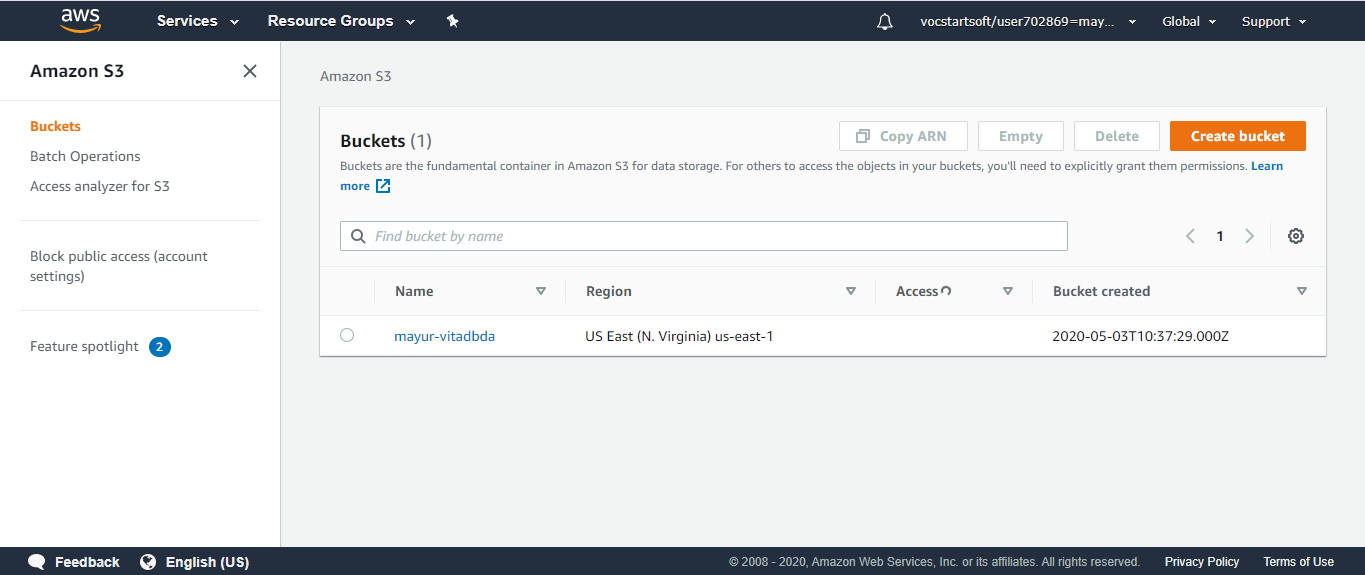 aws Services Resource Groups vocstartsoft/user702869=may... Global Support
Amazon S3
Buckets
Batch Operations
Access analyzer for S3
Block public access (account
settings)
Feature spotlight 2
Amazon S3
Buckets (1)
Copy ARN Empty Delete Create bucket
Buckets are the fundamental container in Amazon S3 for data storage. For others to access the objects in your buckets, you'll need to explicitly grant them permissions. Learn
more
Find bucket by name
1
Name Region Access Bucket created
mayur-vitadbda US East (N. Virginia) us-east-1 2020-05-03T10:37:29.000Z
Feedback English (US) © 2008 - 2020, Amazon Web Services, Inc. or its affiliates. All rights reserved. Privacy Policy Terms of Use